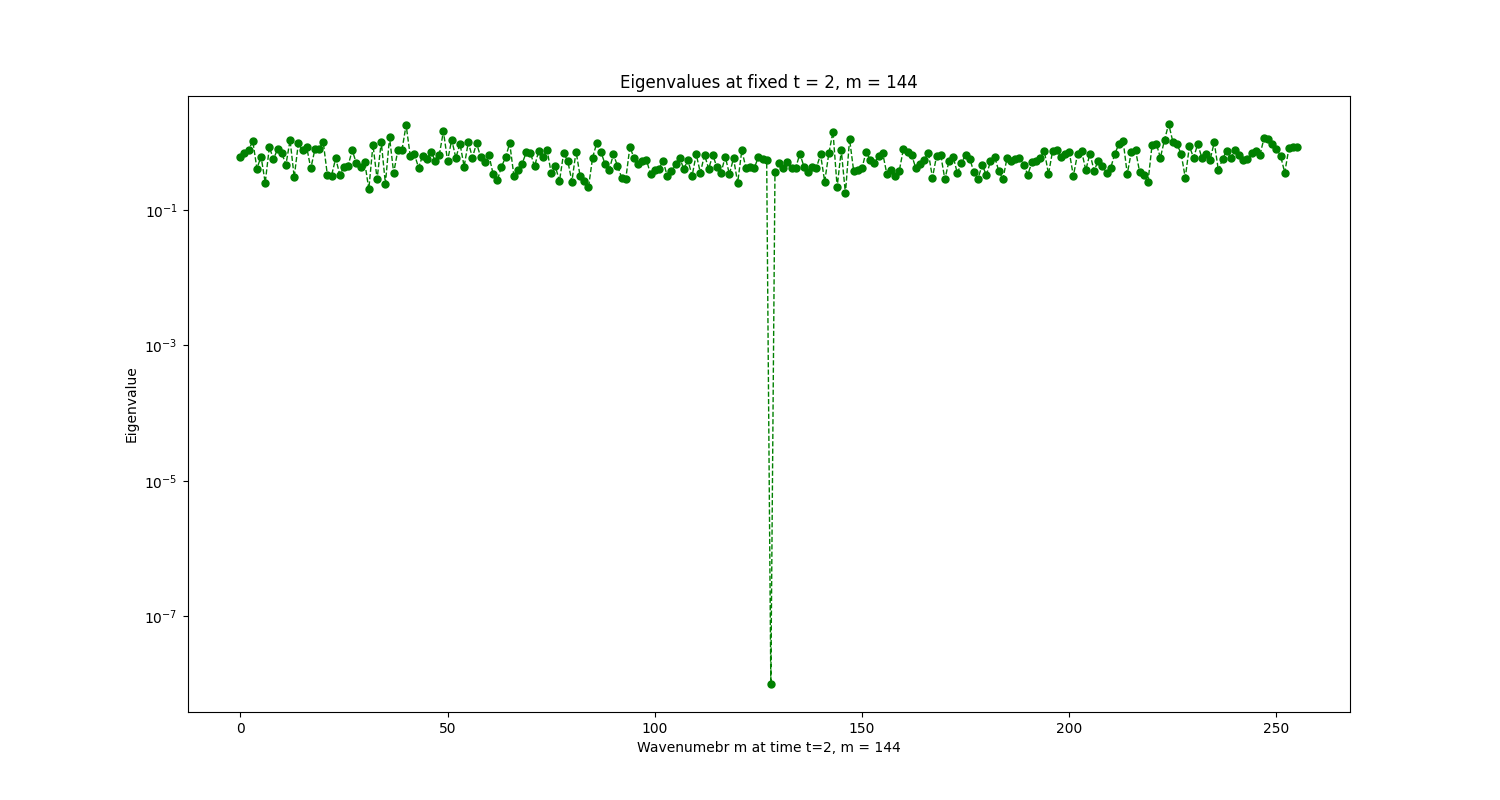 Eigenvalues at fixed t = 2, m = 144
Eigenvalue
10⁻¹
10⁻³
10⁻⁵
10⁻⁷
0 50 100 150 200 250
Wavenumebr m at time t=2, m = 144